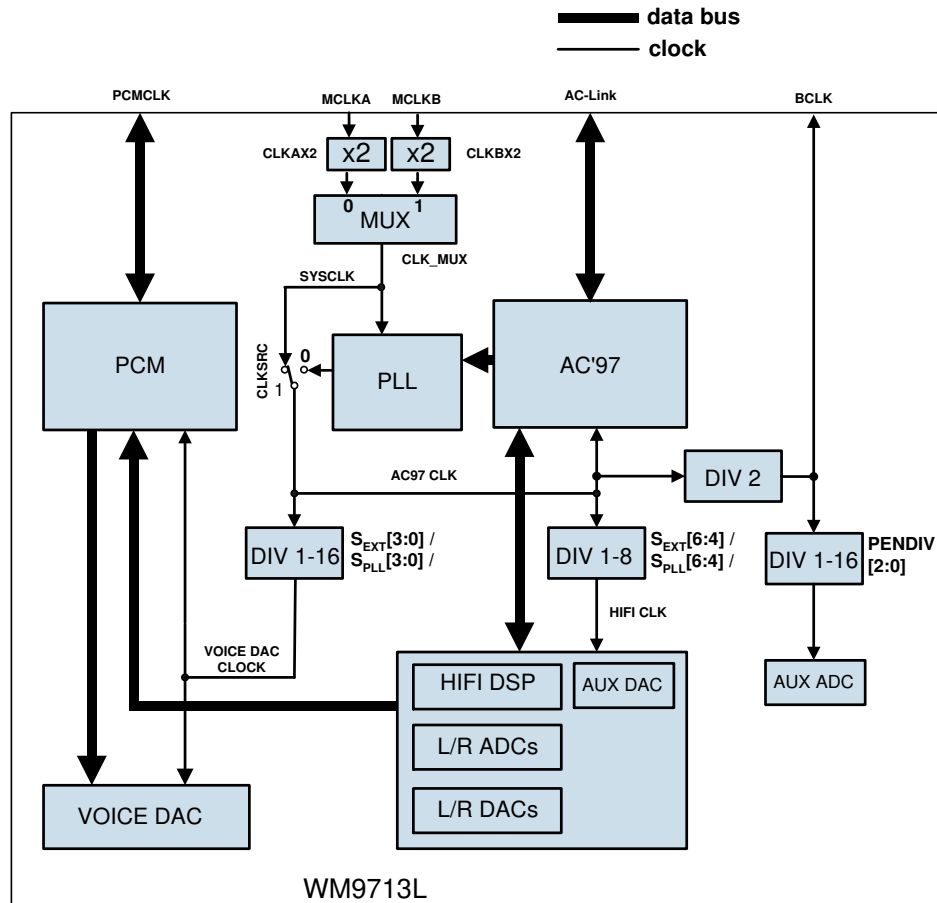 data bus
clock
PCMCLK
MCLKA
MCLKB
AC-Link
BCLK
CLKAX2
x2
x2
CLKBX2
0
1
MUX
CLK_MUX
SYSCLK
PCM
CLKSRC
0
1
PLL
AC'97
AC97 CLK
DIV 2
DIV 1-16
S_EXT[3:0] /
S_PLL[3:0] /
DIV 1-8
S_EXT[6:4] /
S_PLL[6:4] /
DIV 1-16
PENDIV
[2:0]
HIFI CLK
VOICE DAC
CLOCK
HIFI DSP
AUX DAC
AUX ADC
L/R ADCs
L/R DACs
VOICE DAC
WM9713L